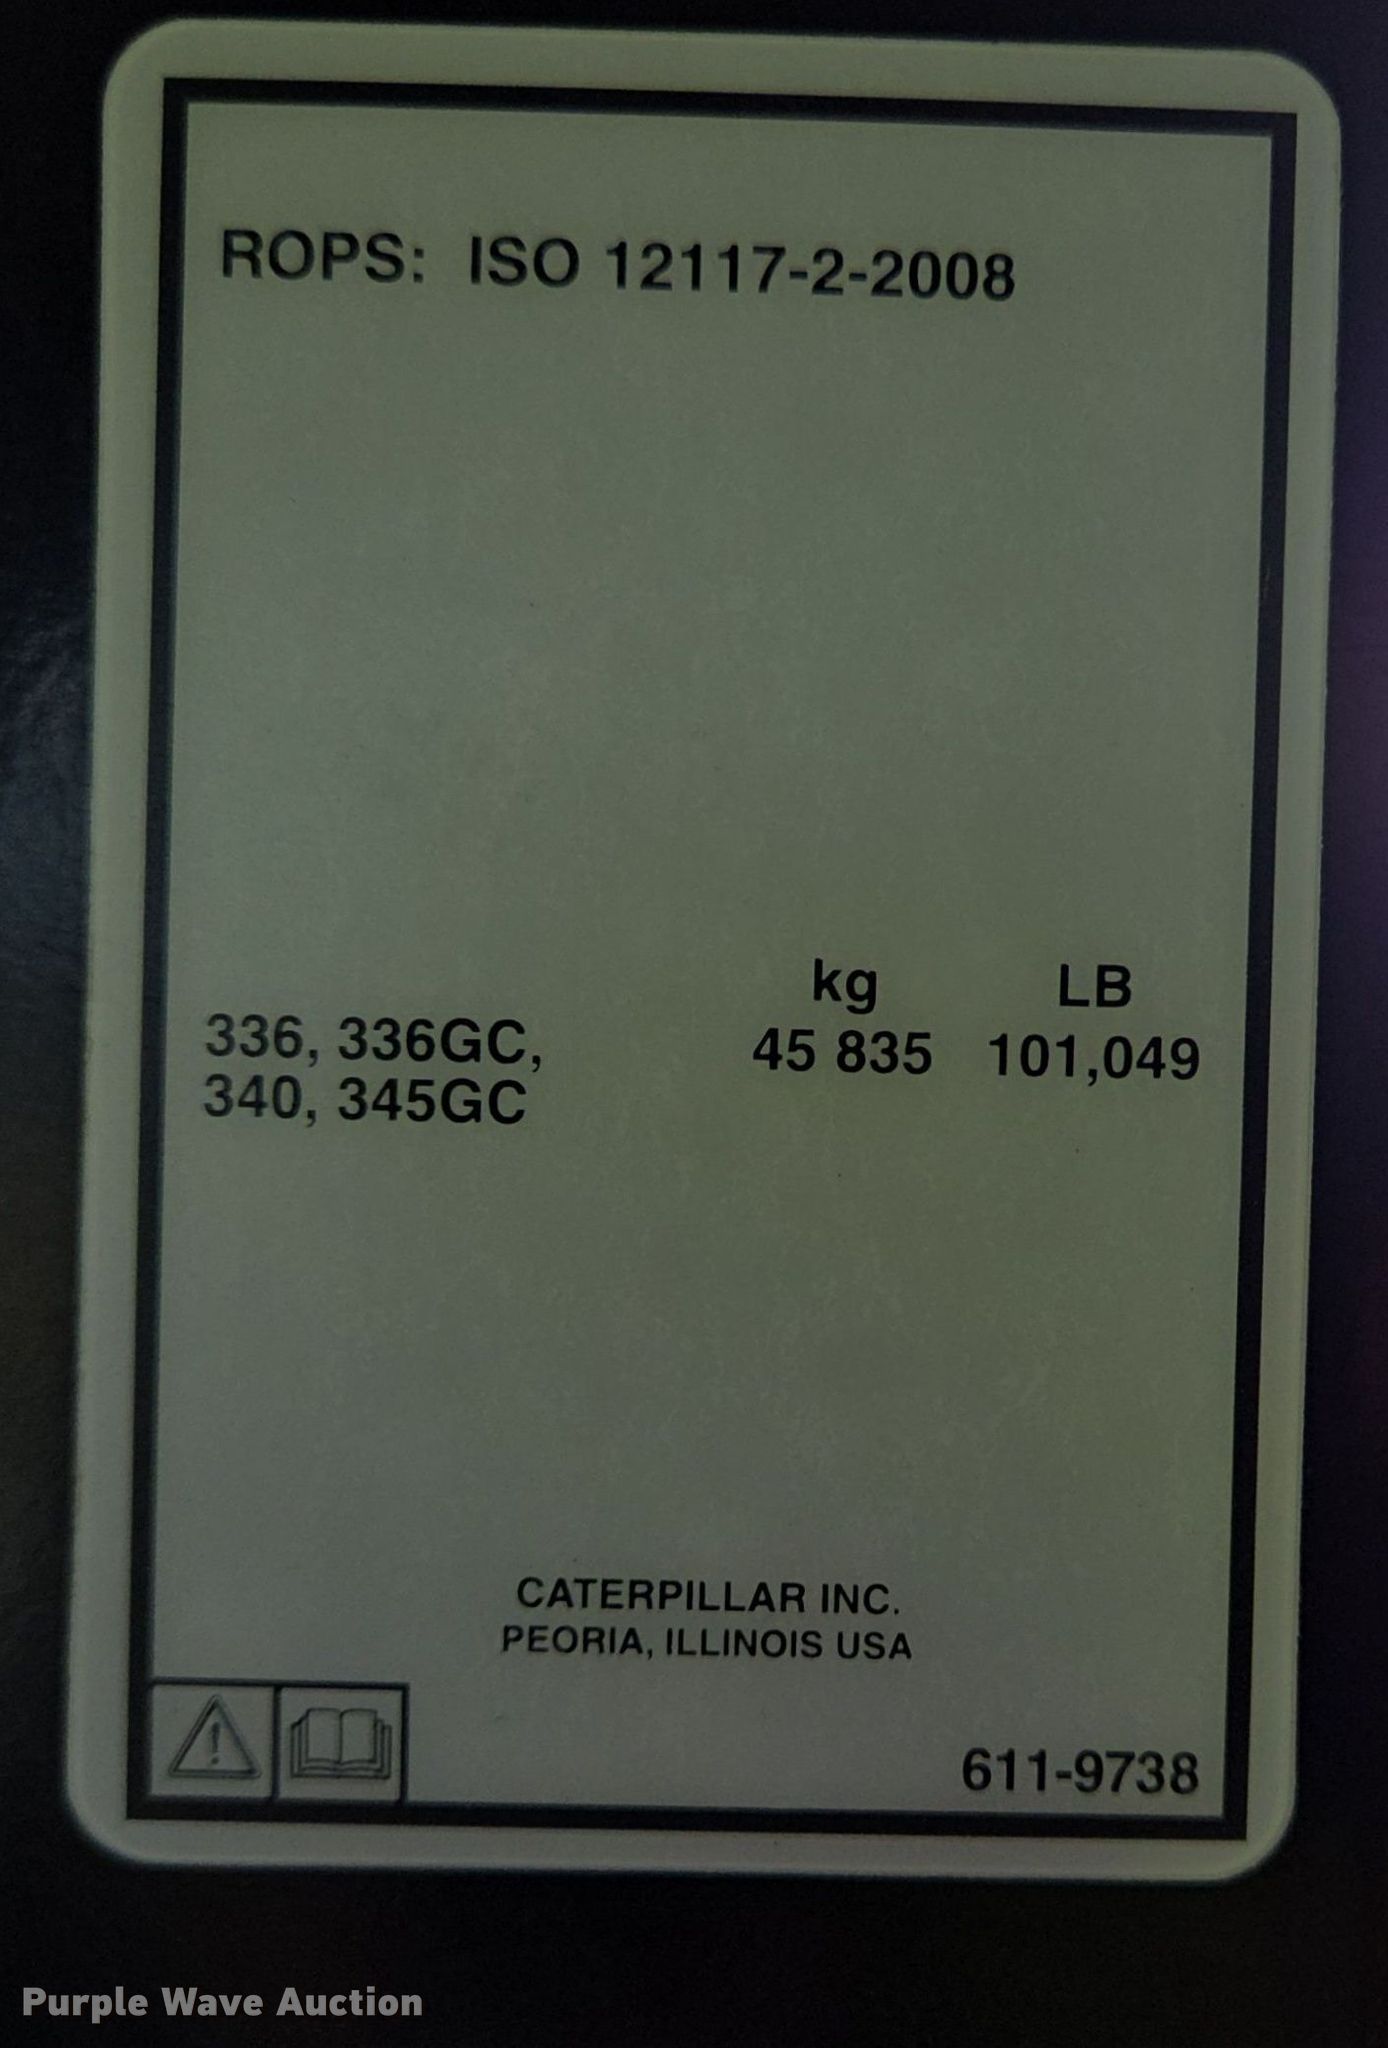 ROPS: ISO 12117-2-2008
kg LB
336, 336GC, 45 835 101,049
340, 345GC
CATERPILLAR INC.
PEORIA, ILLINOIS USA
611-9738
Purple Wave Auction